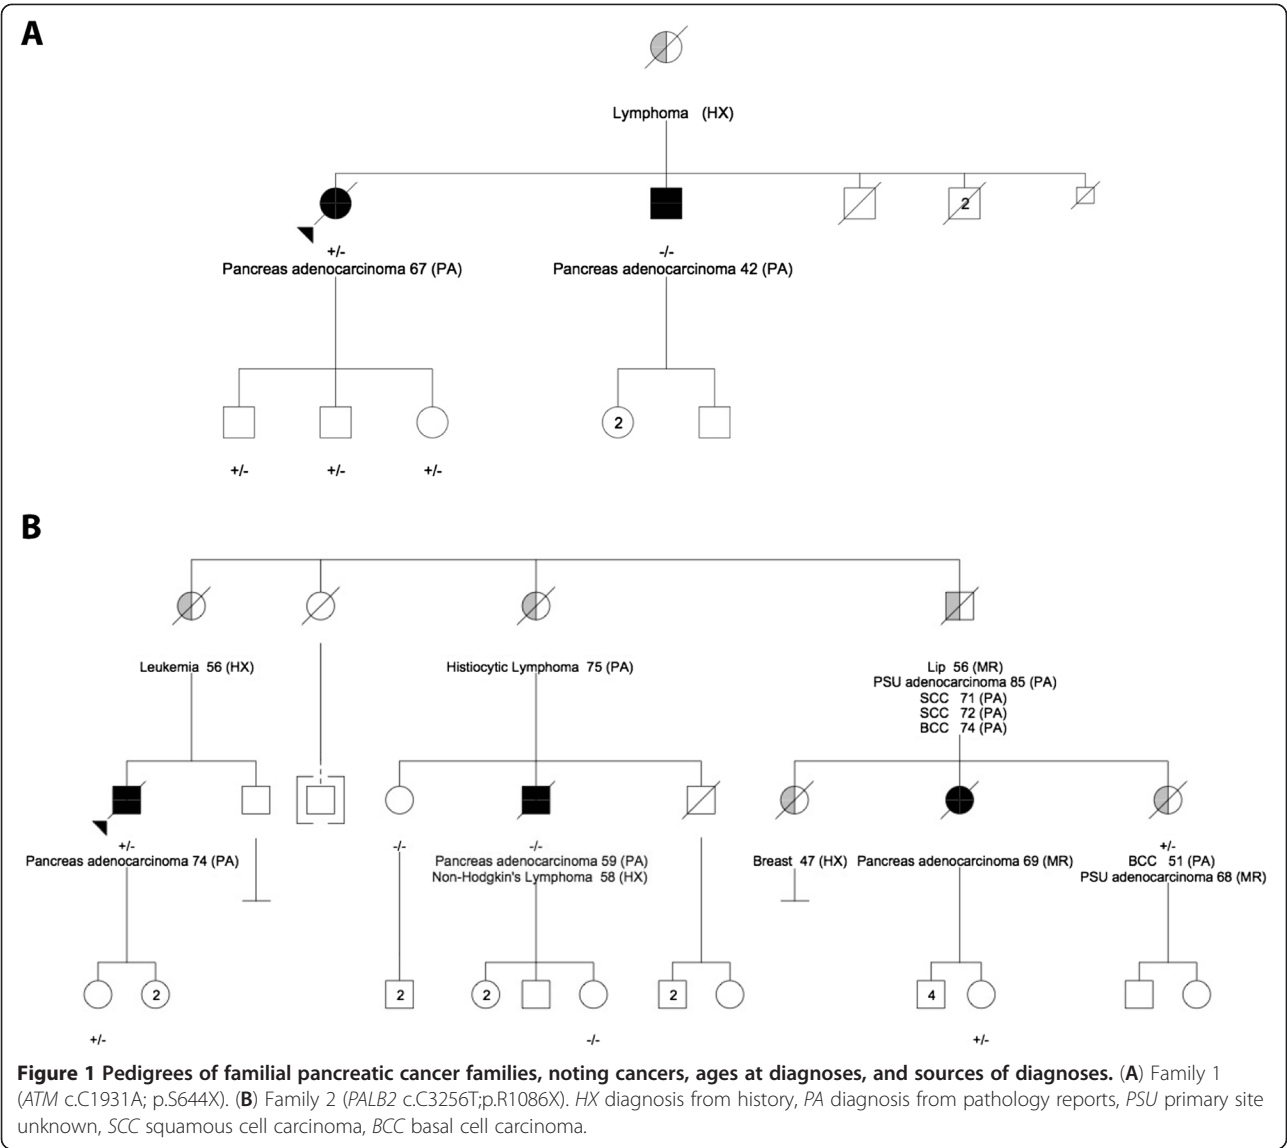 A
Lymphoma (HX)
2
+/-
-/-
Pancreas adenocarcinoma 67 (PA)
Pancreas adenocarcinoma 42 (PA)
2
+/-
+/-
+/-
B
Leukemia 56 (HX)
Histiocytic Lymphoma 75 (PA)
Lip 56 (MR)
PSU adenocarcinoma 85 (PA)
SCC 71 (PA)
SCC 72 (PA)
BCC 74 (PA)
+/-
Pancreas adenocarcinoma 74 (PA)
-/-
-/-
Pancreas adenocarcinoma 59 (PA)
Non-Hodgkin's Lymphoma 58 (HX)
Breast 47 (HX)
Pancreas adenocarcinoma 69 (MR)
+/-
BCC 51 (PA)
PSU adenocarcinoma 68 (MR)
2
2
2
2
4
+/-
-/-
+/-
Figure 1 Pedigrees of familial pancreatic cancer families, noting cancers, ages at diagnoses, and sources of diagnoses. (A) Family 1
(ATM c.C1931A; p.S644X). (B) Family 2 (PALB2 c.C3256T;p.R1086X). HX diagnosis from history, PA diagnosis from pathology reports, PSU primary site
unknown, SCC squamous cell carcinoma, BCC basal cell carcinoma.